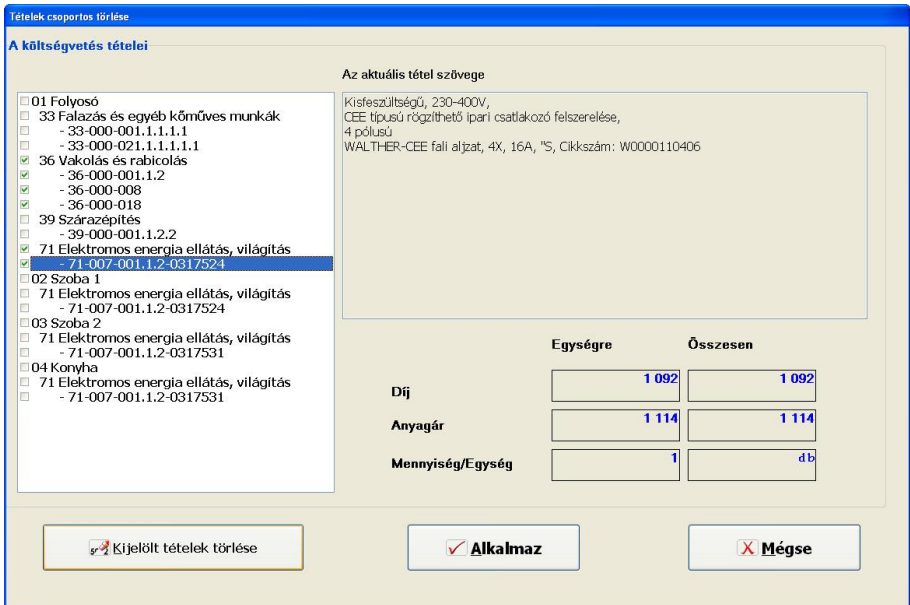 Tételek csoportos törlése
A költségvetés tételei
Az aktuális tétel szövege
01 Folyosó
33 Falazás és egyéb kőműves munkák
- 33-000-001.1.1.1.1
- 33-000-021.1.1.1.1.1
36 Vakolás és rabicolás
- 36-000-001.1.2
- 36-000-008
- 36-000-018
39 Szárazépítés
- 39-000-001.1.2.2
71 Elektromos energia ellátás, világítás
- 71-007-001.1.2-0317524
02 Szoba 1
71 Elektromos energia ellátás, világítás
- 71-007-001.1.2-0317524
03 Szoba 2
71 Elektromos energia ellátás, világítás
- 71-007-001.1.2-0317531
04 Konyha
71 Elektromos energia ellátás, világítás
- 71-007-001.1.2-0317531
Kisfeszültségű, 230-400V,
CEE típusú rögzíthető ipari csatlakozó felszerelése,
4 pólusú
WALTHER-CEE fali aljzat, 4X, 16A, "S, Cikkszám: W0000110406
Egységre Összesen
Díj 1 092 1 092
Anyagár 1 114 1 114
Mennyiség/Egység 1 db
Kijelölt tételek törlése Alkalmaz Mégse